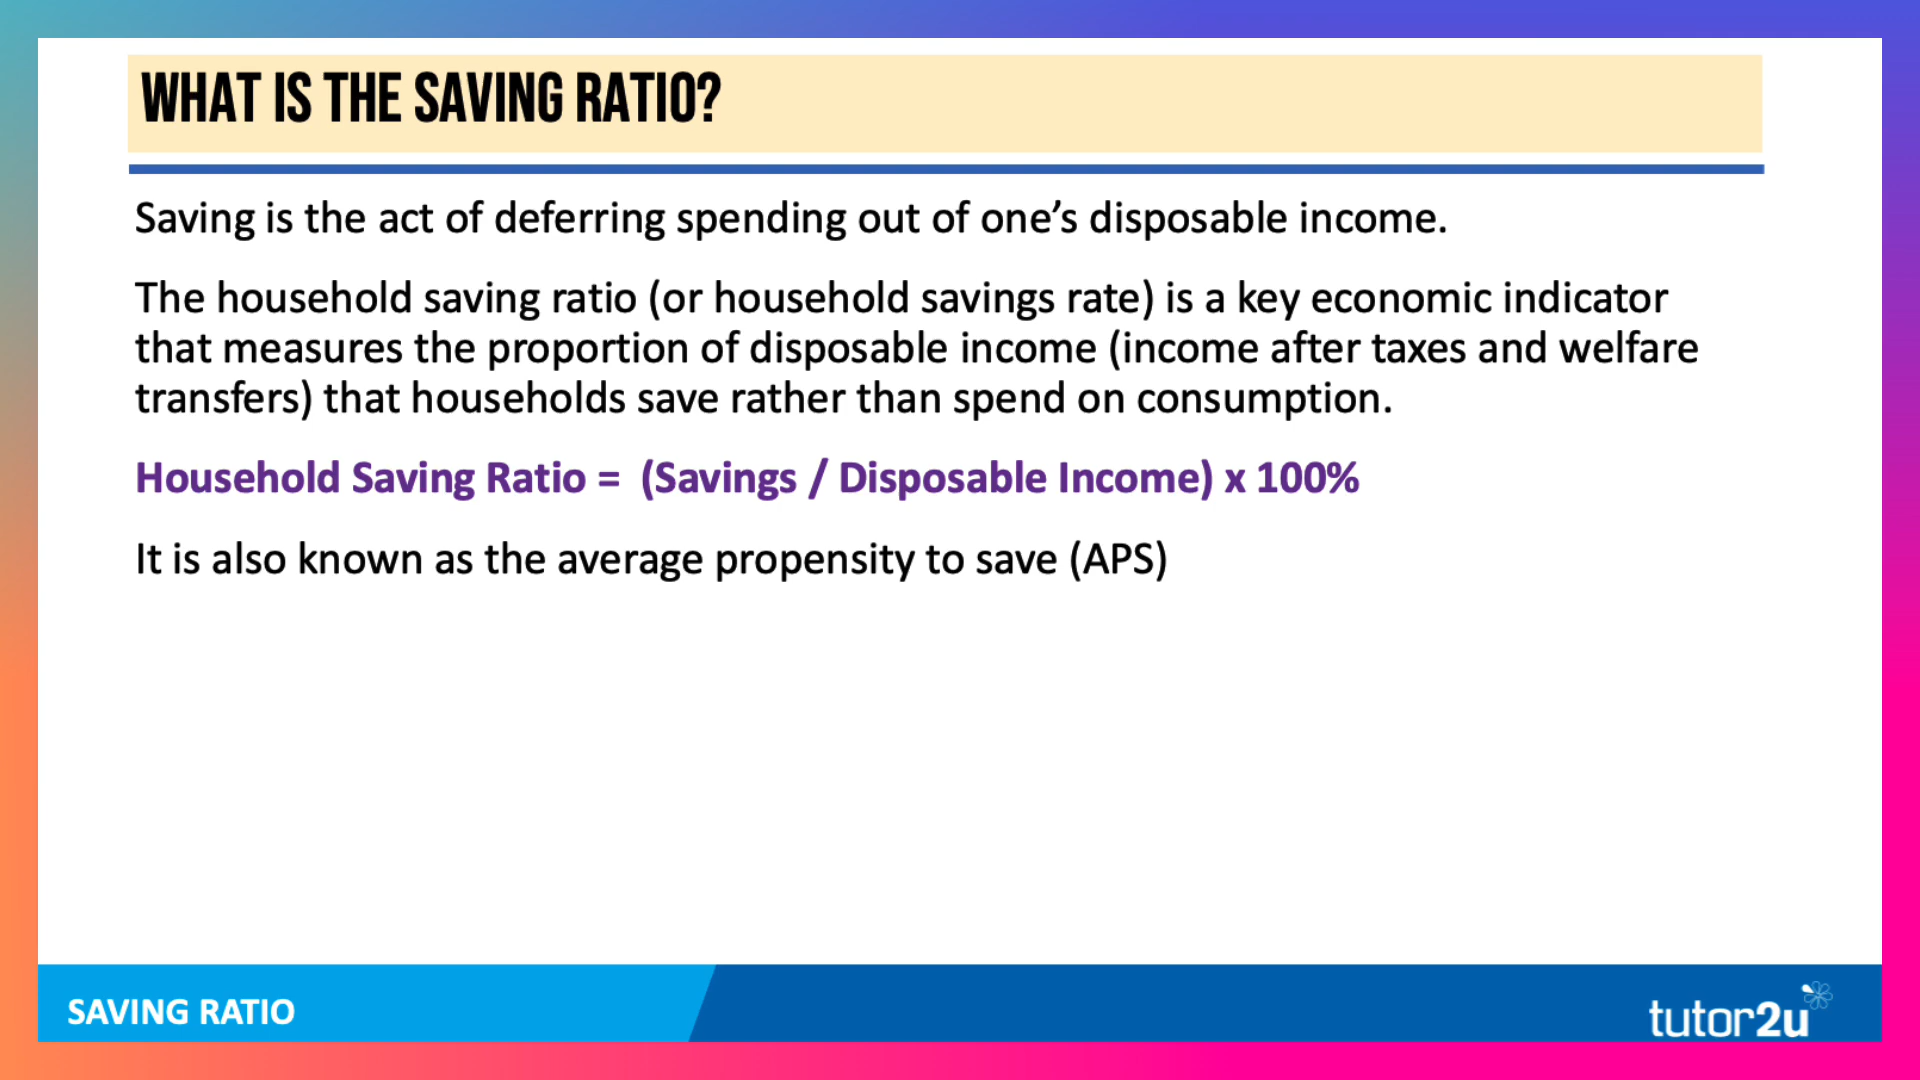 WHAT IS THE SAVING RATIO?
Saving is the act of deferring spending out of one’s disposable income.
The household saving ratio (or household savings rate) is a key economic indicator
that measures the proportion of disposable income (income after taxes and welfare
transfers) that households save rather than spend on consumption.
Household Saving Ratio =  (Savings / Disposable Income) x 100%
It is also known as the average propensity to save (APS)
SAVING RATIO
tutor2u